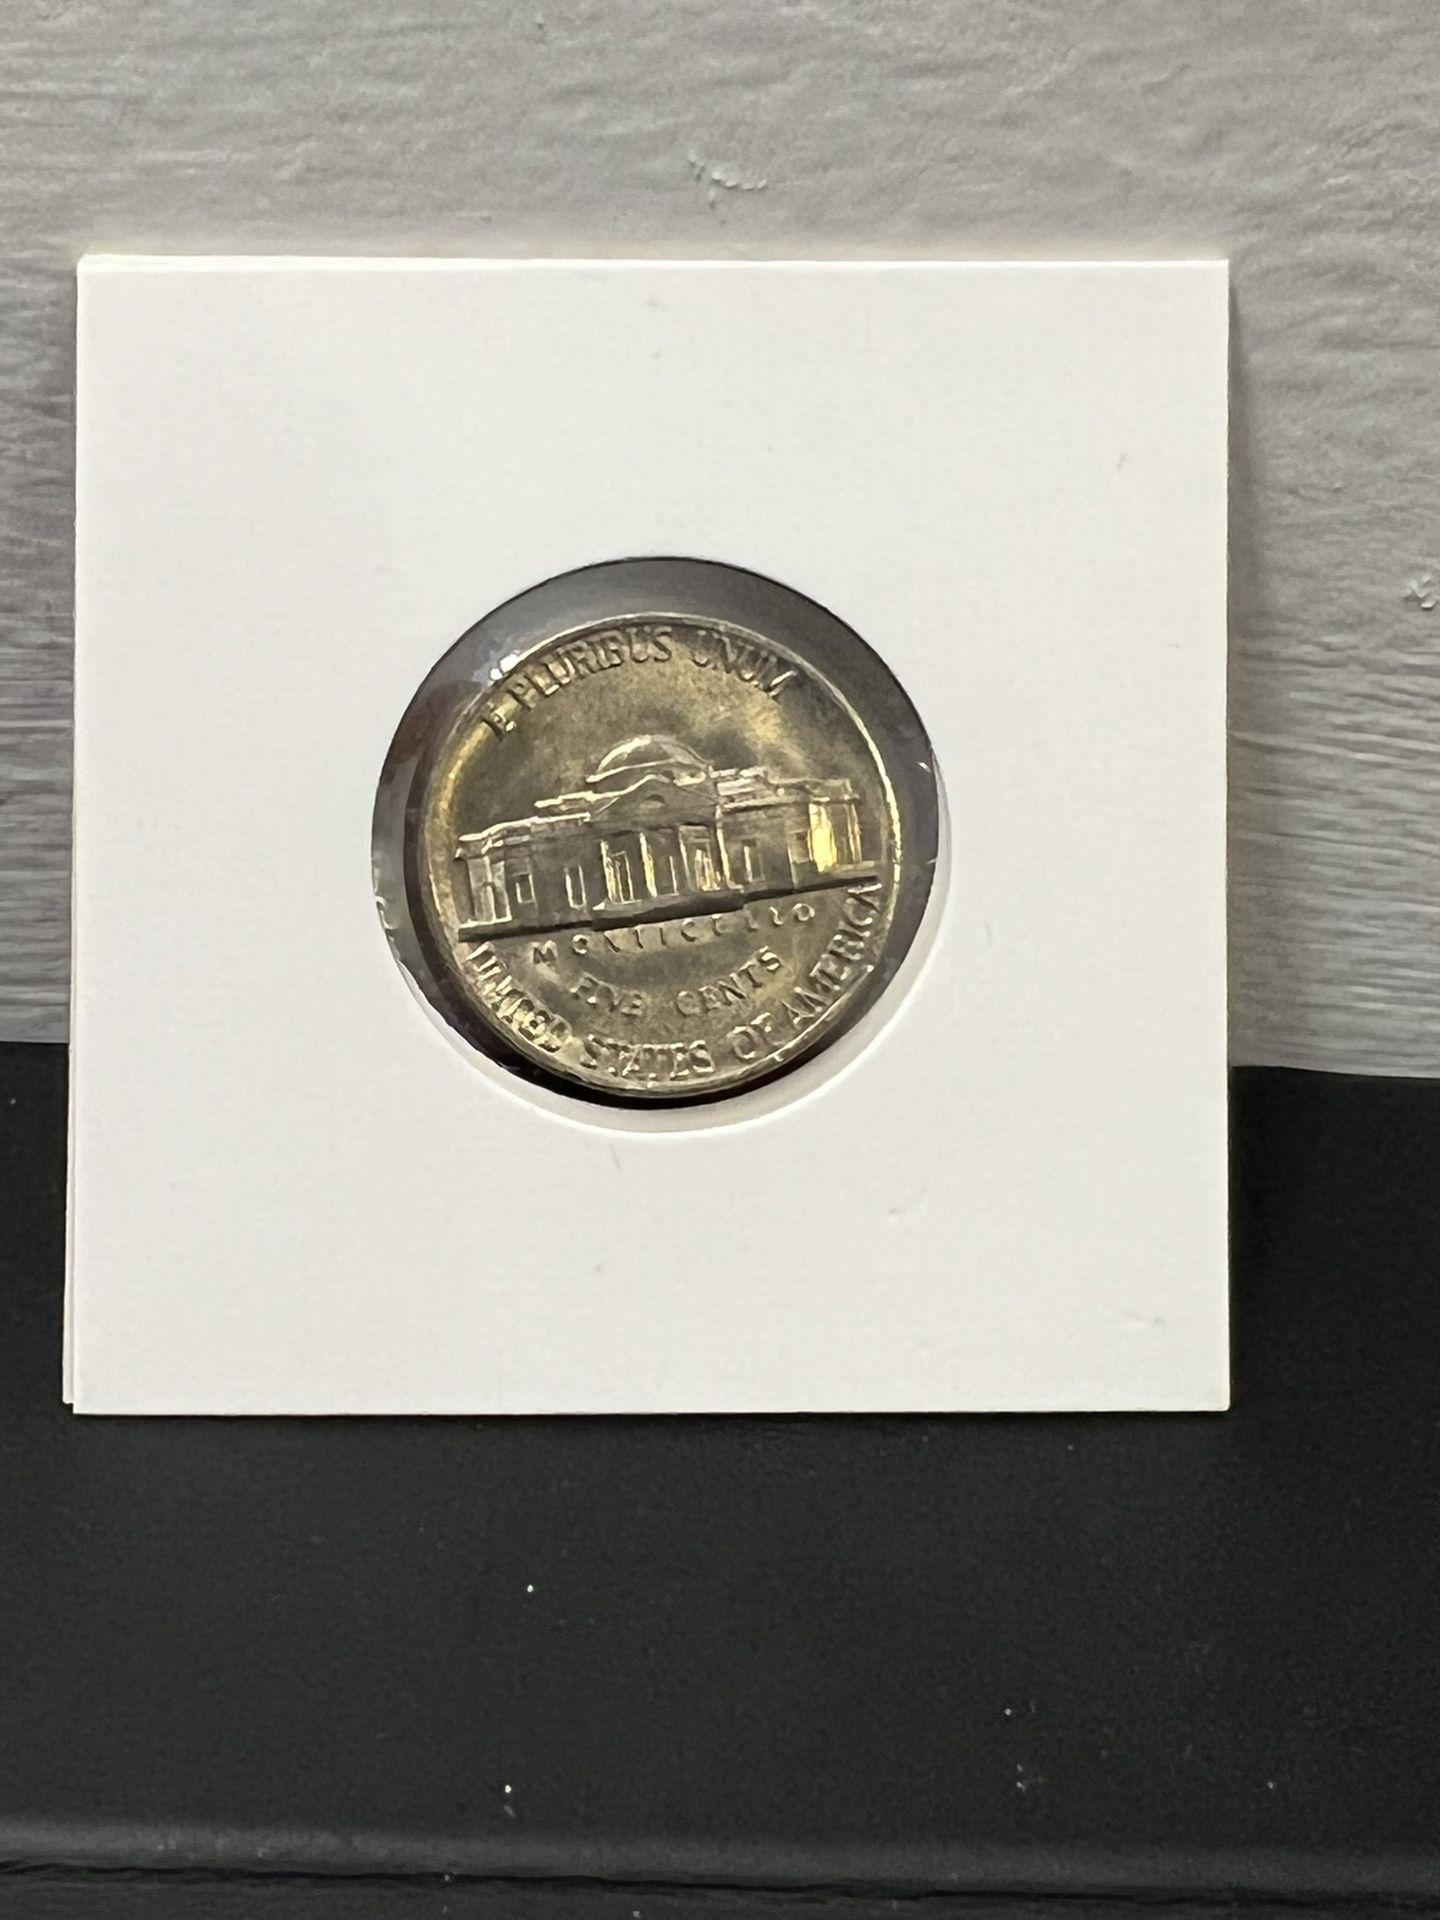 E PLURIBUS UNUM
MONTICELLO
FIVE CENTS
UNITED STATES OF AMERICA